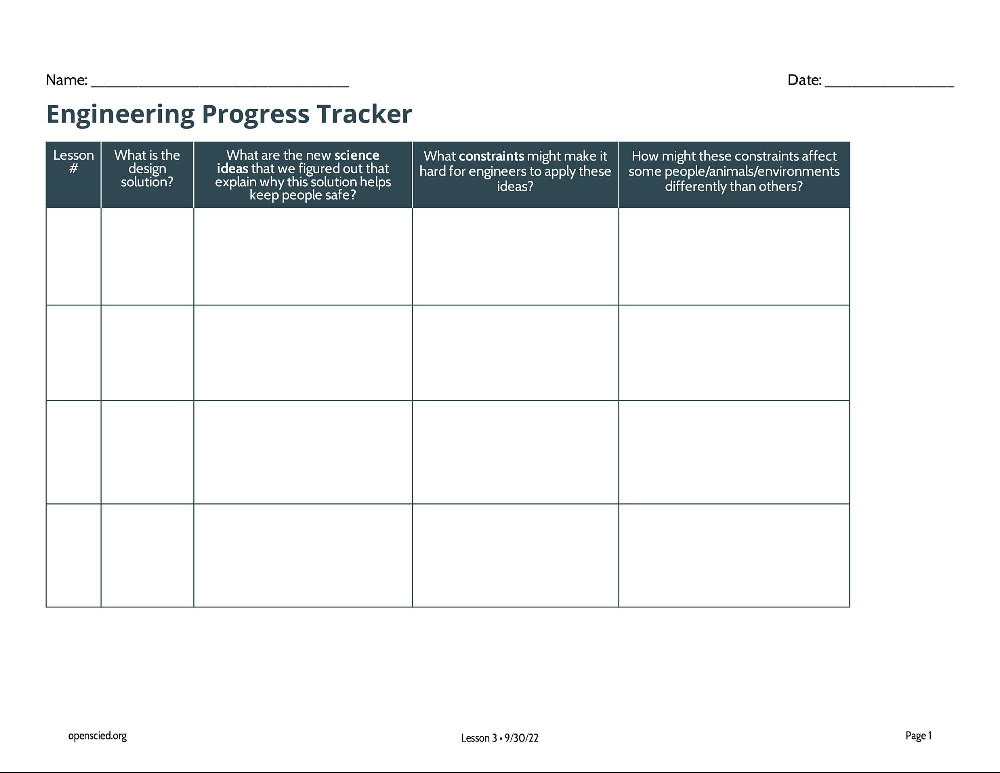 Name: ______________________________________ Date: ___________________
Engineering Progress Tracker
Lesson
#
What is the
design
solution?
What are the new science
ideas that we figured out that
explain why this solution helps
keep people safe?
What constraints might make it
hard for engineers to apply these
ideas?
How might these constraints affect
some people/animals/environments
differently than others?
openscied.org Lesson 3 • 9/30/22 Page 1